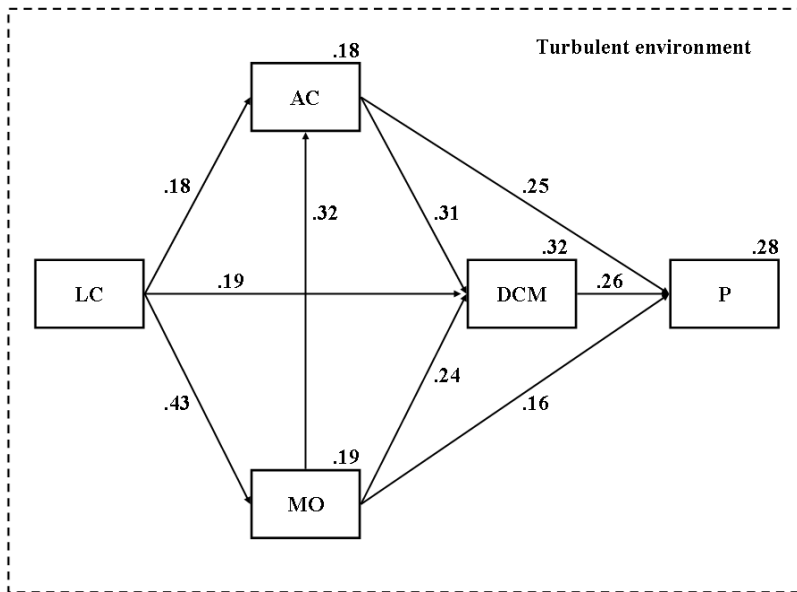 Turbulent environment
.18
AC
.18
.32
.31
.25
LC
.19
.32
DCM
.26
.28
P
.43
.24
.16
.19
MO